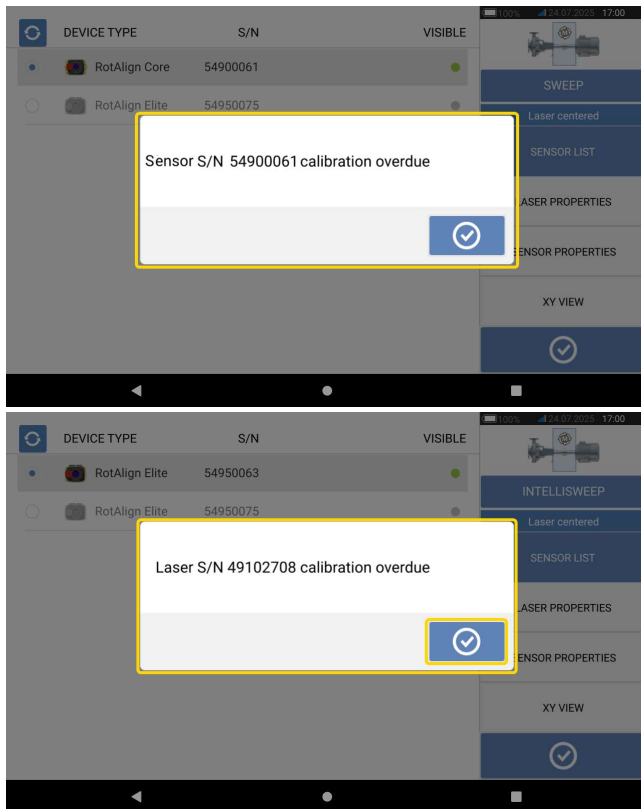 100% 24.07.2025 17:00
DEVICE TYPE S/N VISIBLE
RotAlign Core 54900061
SWEEP
RotAlign Elite 54950075
Laser centered
Sensor S/N 54900061 calibration overdue
SENSOR LIST
LASER PROPERTIES
SENSOR PROPERTIES
XY VIEW
100% 24.07.2025 17:00
DEVICE TYPE S/N VISIBLE
RotAlign Elite 54950063
INTELLISWEEP
RotAlign Elite 54950075
Laser centered
Laser S/N 49102708 calibration overdue
SENSOR LIST
LASER PROPERTIES
ENSOR PROPERTIES
XY VIEW